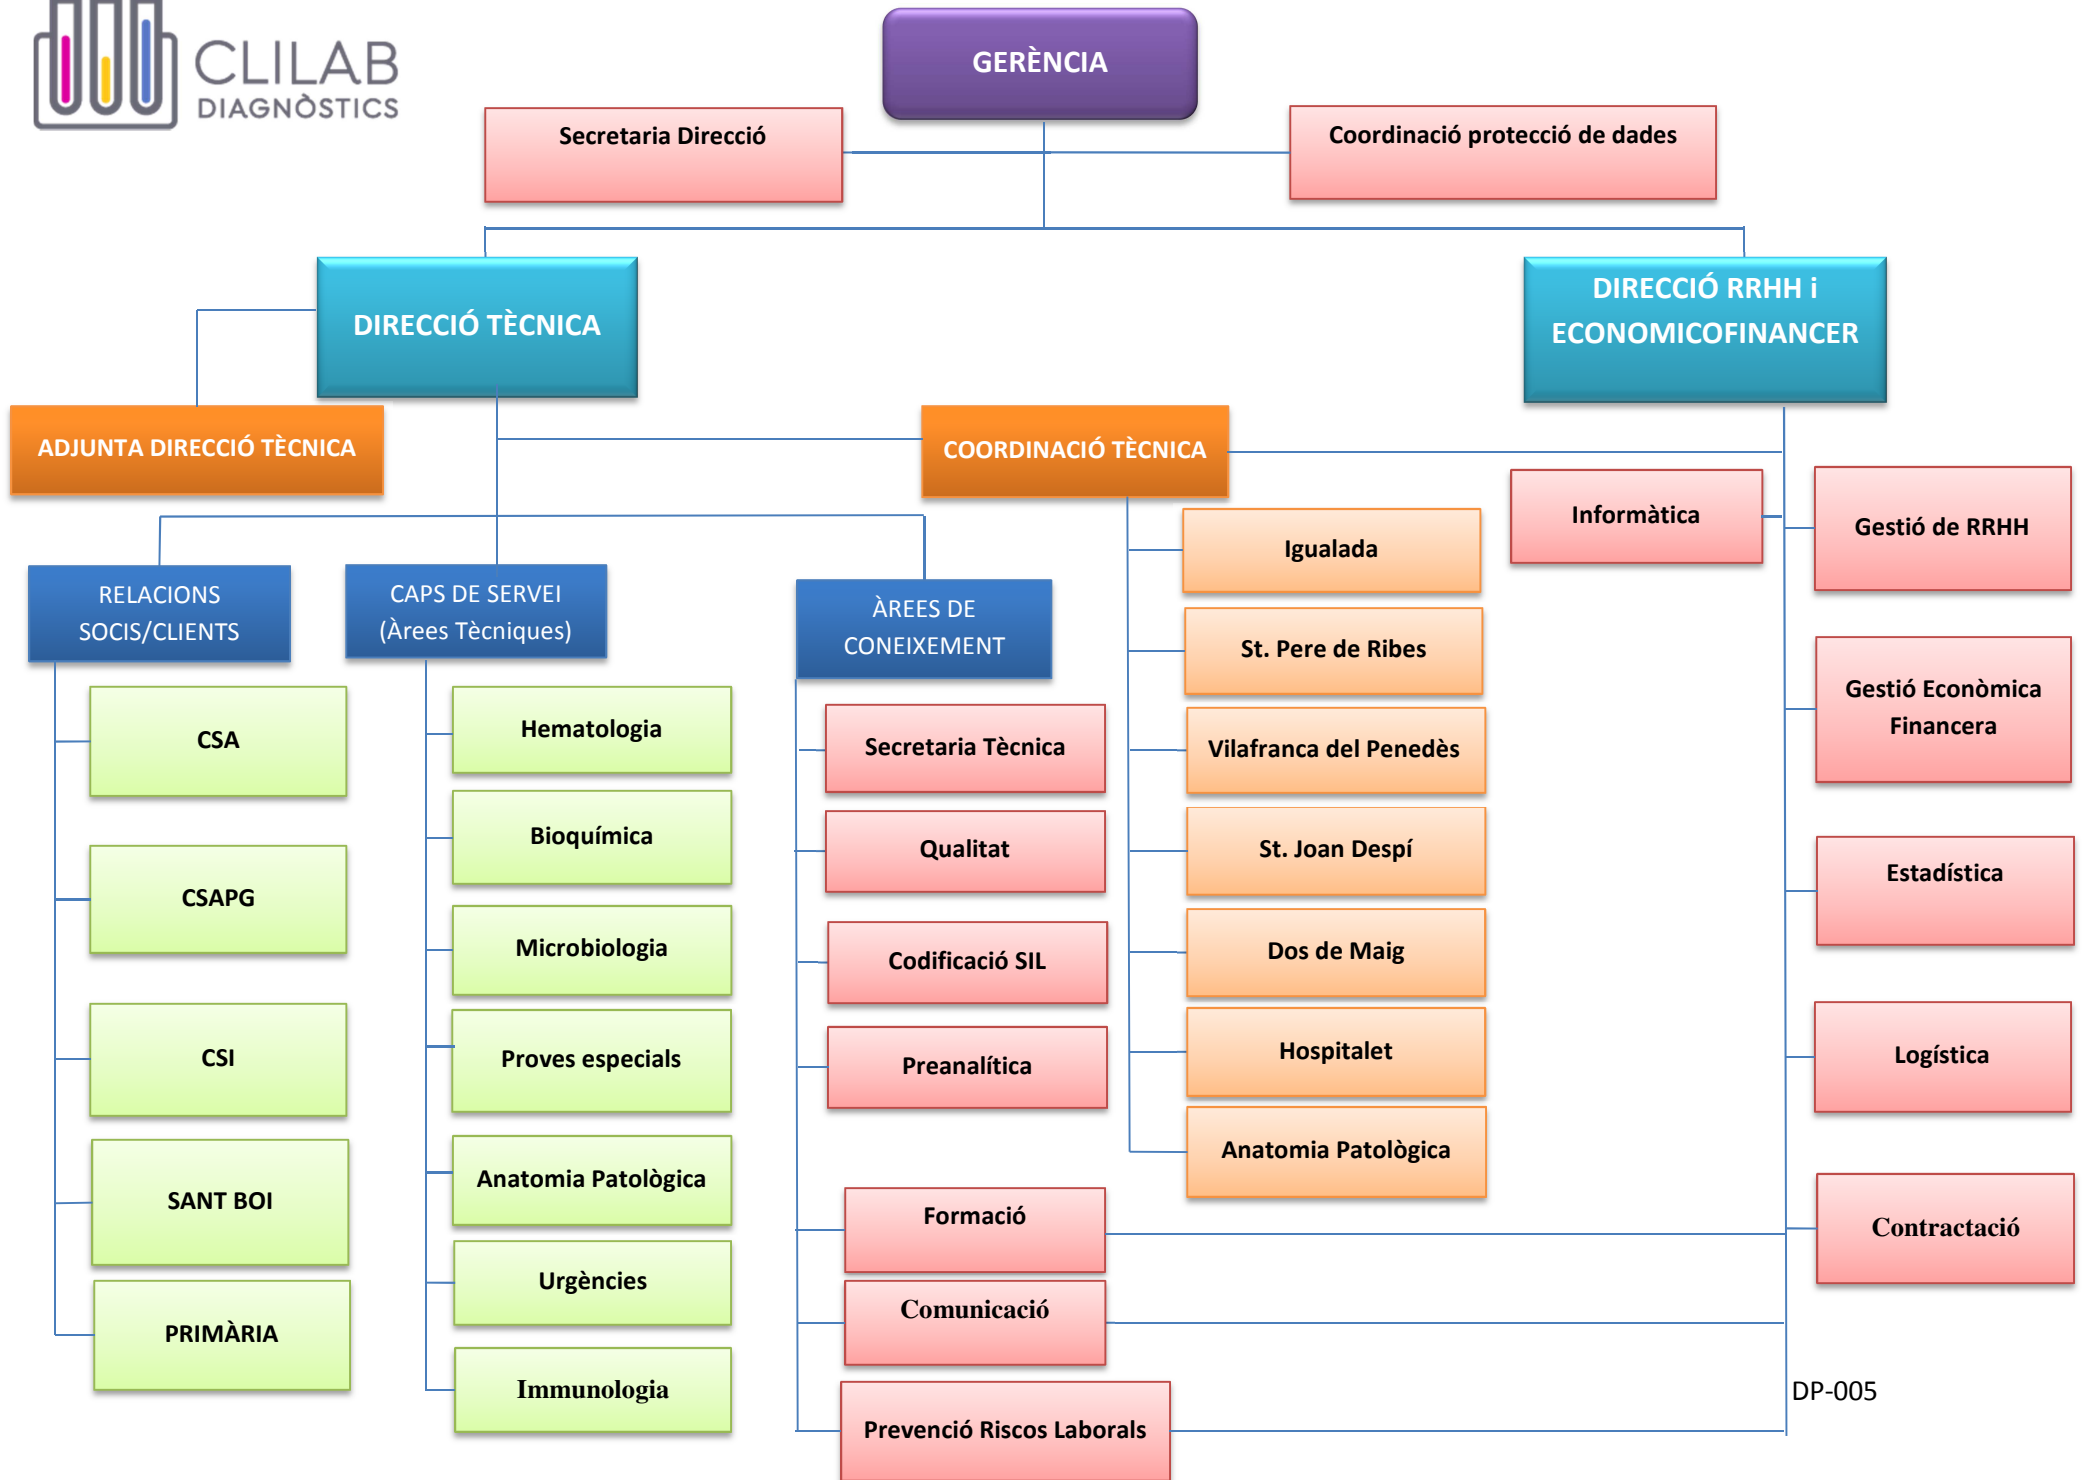 CLILAB
DIAGNÒSTICS
GERÈNCIA
Secretaria Direcció
Coordinació protecció de dades
DIRECCIÓ TÈCNICA
DIRECCIÓ RRHH i
ECONOMICOFINANCER
ADJUNTA DIRECCIÓ TÈCNICA
COORDINACIÓ TÈCNICA
RELACIONS
SOCIS/CLIENTS
CSA
CSAPG
CSI
SANT BOI
PRIMÀRIA
CAPS DE SERVEI
(Àrees Tècniques)
Hematologia
Bioquímica
Microbiologia
Proves especials
Anatomia Patològica
Urgències
Immunologia
ÀREES DE
CONEIXEMENT
Secretaria Tècnica
Qualitat
Codificació SIL
Preanalítica
Formació
Comunicació
Prevenció Riscos Laborals
Igualada
St. Pere de Ribes
Vilafranca del Penedès
St. Joan Despí
Dos de Maig
Hospitalet
Anatomia Patològica
Informàtica
Gestió de RRHH
Gestió Econòmica
Financera
Estadística
Logística
Contractació
DP-005